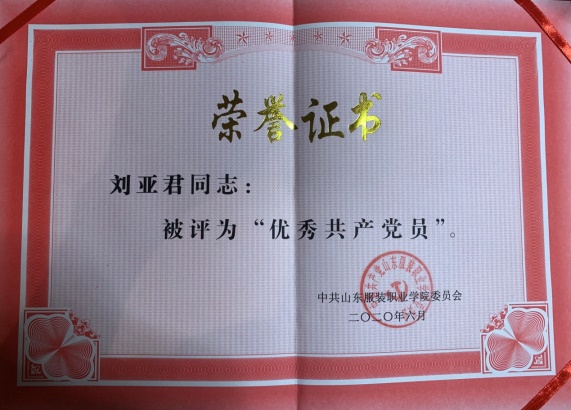 荣誉证书
刘亚君同志：
被评为“优秀共产党员”。
中共山东服装职业学院委员会
二〇二〇年六月